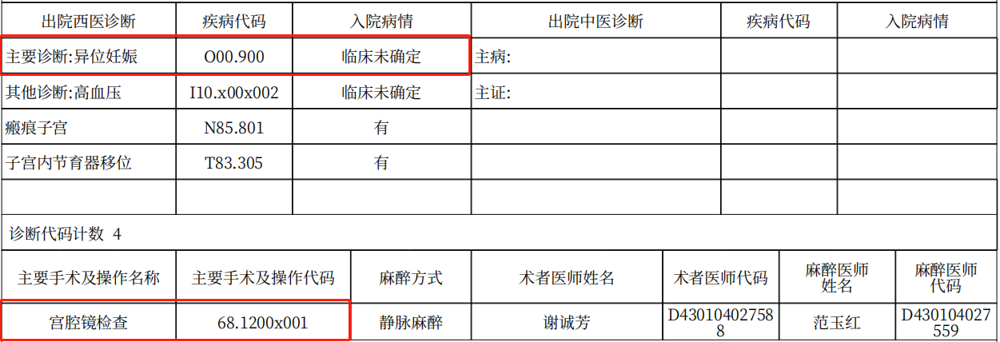 出院西医诊断 疾病代码 入院病情 出院中医诊断 疾病代码 入院病情
主要诊断:异位妊娠 O00.900 临床未确定 主病:
其他诊断:高血压 I10.x00x002 临床未确定 主证:
瘢痕子宫 N85.801 有
子宫内节育器移位 T83.305 有
诊断代码计数 4
主要手术及操作名称 主要手术及操作代码 麻醉方式 术者医师姓名 术者医师代码 麻醉医师
姓名 麻醉医师
代码
宫腔镜检查 68.1200x001 静脉麻醉 谢诚芳 D43010402758
8 范玉红 D430104027
559